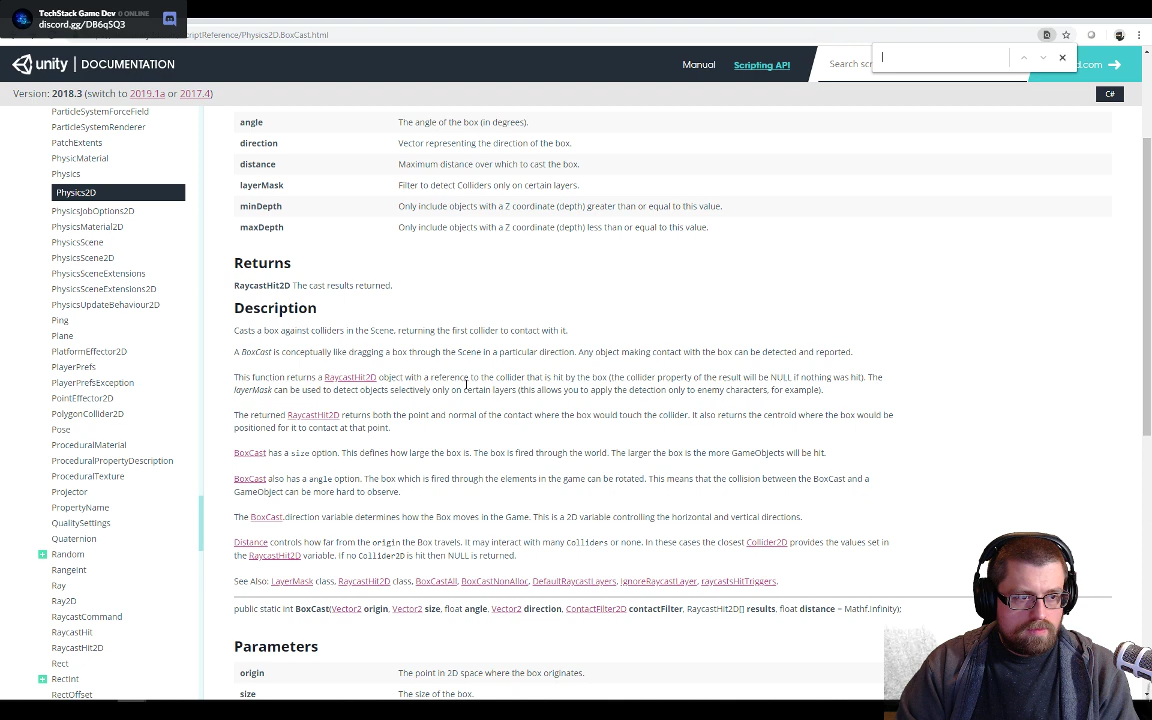 TechStack Game Dev 0 ONLINE
discord.gg/DB6qSQ3
criptReference/Physics2D.BoxCast.html
unity | DOCUMENTATION
Manual
Scripting API
Search scr
d.com
Version: 2018.3 (switch to 2019.1a or 2017.4)
C#
ParticleSystemForceField
ParticleSystemRenderer
PatchExtents
PhysicMaterial
Physics
Physics2D
PhysicsJobOptions2D
PhysicsMaterial2D
PhysicsScene
PhysicsScene2D
PhysicsSceneExtensions
PhysicsSceneExtensions2D
PhysicsUpdateBehaviour2D
Ping
Plane
PlatformEffector2D
PlayerPrefs
PlayerPrefsException
PointEffector2D
PolygonCollider2D
Pose
ProceduralMaterial
ProceduralPropertyDescription
ProceduralTexture
Projector
PropertyName
QualitySettings
Quaternion
Random
RangeInt
Ray
Ray2D
RaycastCommand
RaycastHit
RaycastHit2D
Rect
RectInt
RectOffset
angle The angle of the box (in degrees).
direction Vector representing the direction of the box.
distance Maximum distance over which to cast the box.
layerMask Filter to detect Colliders only on certain layers.
minDepth Only include objects with a Z coordinate (depth) greater than or equal to this value.
maxDepth Only include objects with a Z coordinate (depth) less than or equal to this value.
Returns
RaycastHit2D The cast results returned.
Description
Casts a box against colliders in the Scene, returning the first collider to contact with it.
A BoxCast is conceptually like dragging a box through the Scene in a particular direction. Any object making contact with the box can be detected and reported.
This function returns a RaycastHit2D object with a reference to the collider that is hit by the box (the collider property of the result will be NULL if nothing was hit). The
layerMask can be used to detect objects selectively only on certain layers (this allows you to apply the detection only to enemy characters, for example).
The returned RaycastHit2D returns both the point and normal of the contact where the box would touch the collider. It also returns the centroid where the box would be
positioned for it to contact at that point.
BoxCast has a size option. This defines how large the box is. The box is fired through the world. The larger the box is the more GameObjects will be hit.
BoxCast also has a angle option. The box which is fired through the elements in the game can be rotated. This means that the collision between the BoxCast and a
GameObject can be more hard to observe.
The BoxCast.direction variable determines how the Box moves in the Game. This is a 2D variable controlling the horizontal and vertical directions.
Distance controls how far from the origin the Box travels. It may interact with many Colliders or none. In these cases the closest Collider2D provides the values set in
the RaycastHit2D variable. If no Collider2D is hit then NULL is returned.
See Also: LayerMask class, RaycastHit2D class, BoxCastAll, BoxCastNonAlloc, DefaultRaycastLayers, IgnoreRaycastLayer, raycastsHitTriggers.
public static int BoxCast(Vector2 origin, Vector2 size, float angle, Vector2 direction, ContactFilter2D contactFilter, RaycastHit2D[] results, float distance = Mathf.Infinity);
Parameters
origin The point in 2D space where the box originates.
size The size of the box.